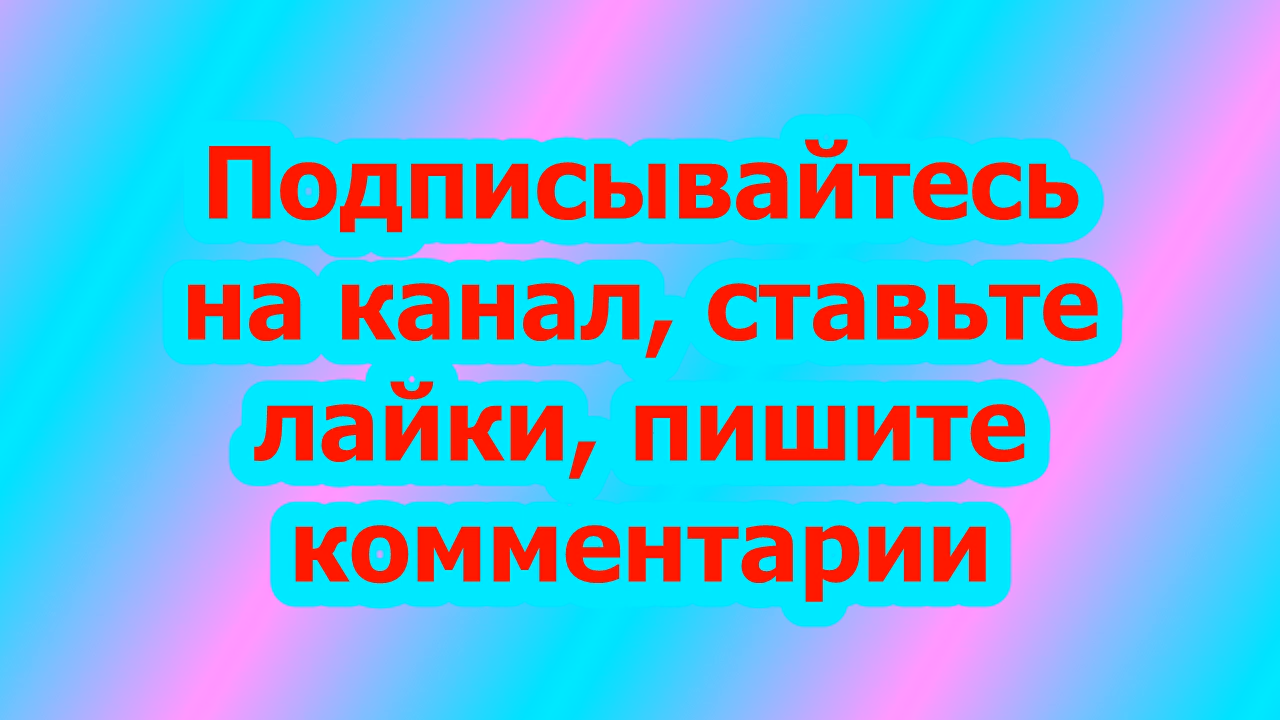 Подписывайтесь
на канал, ставьте
лайки, пишите
комментарии